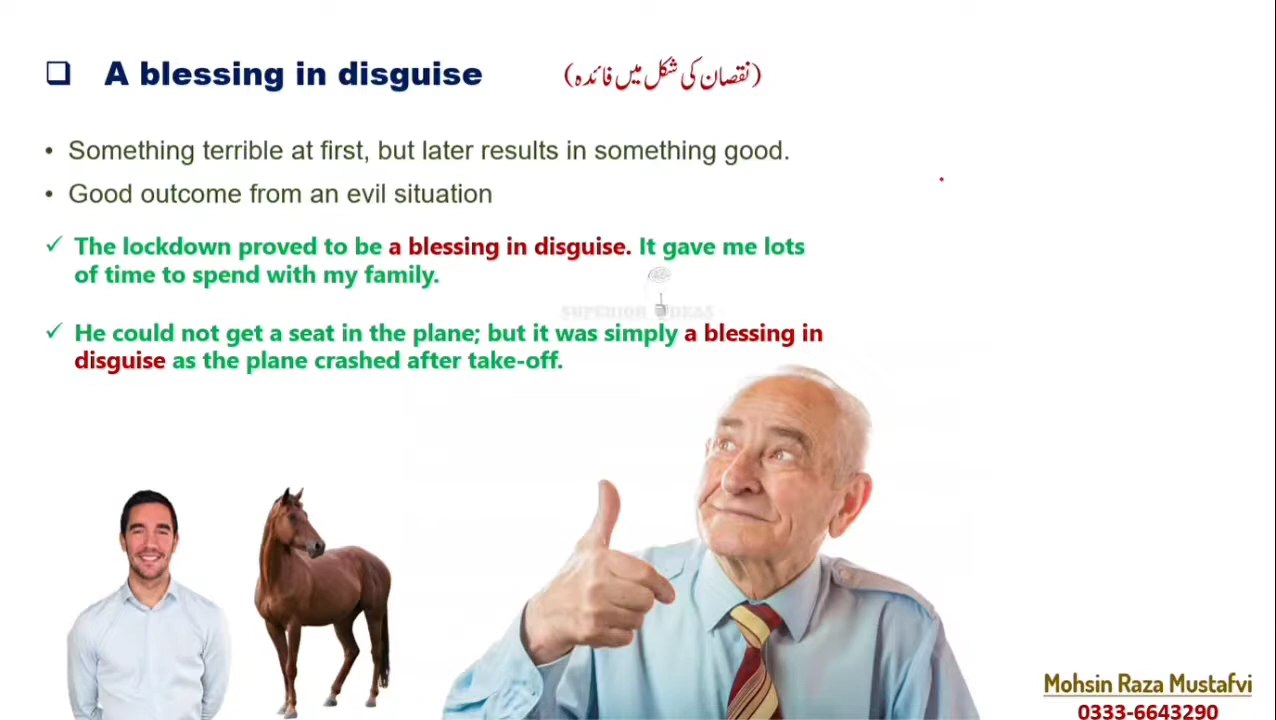 A blessing in disguise (نقصان کی شکل میں فائدہ)
Something terrible at first, but later results in something good.
Good outcome from an evil situation
The lockdown proved to be a blessing in disguise. It gave me lots
of time to spend with my family.
SUPERIOR IDEAS
He could not get a seat in the plane; but it was simply a blessing in
disguise as the plane crashed after take-off.
Mohsin Raza Mustafvi
0333-6643290